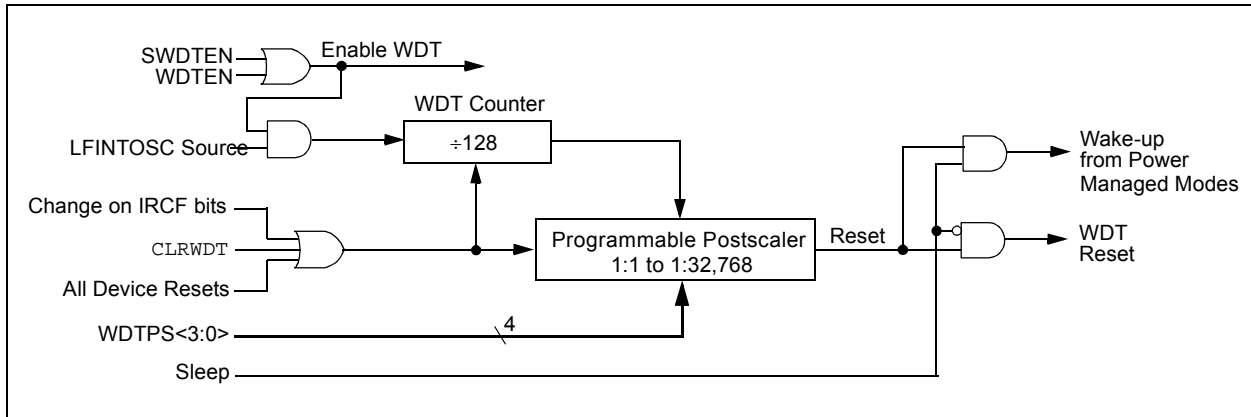 SWDTEN
WDTEN
Enable WDT
WDT Counter
LFINTOSC Source
÷128
Wake-up
from Power
Managed Modes
Change on IRCF bits
CLRWDT
All Device Resets
Programmable Postscaler
1:1 to 1:32,768
Reset
WDT
Reset
WDTPS<3:0>
4
Sleep